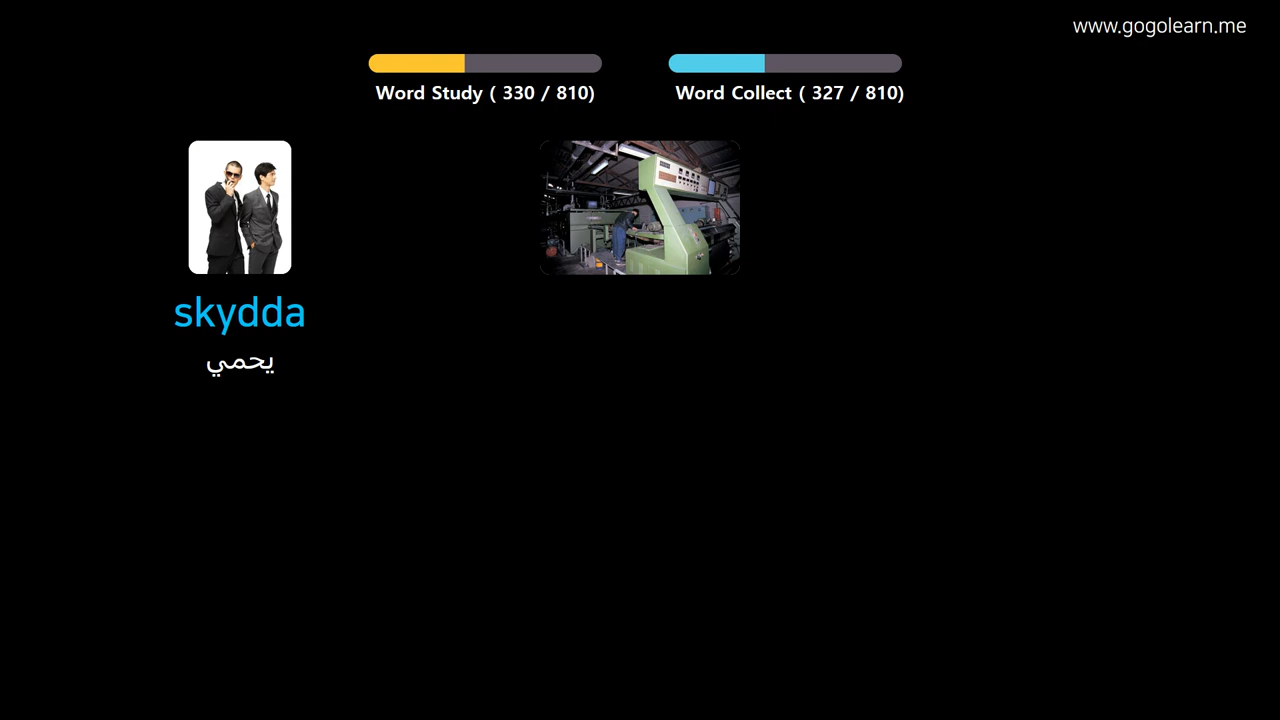 www.gogolearn.me
Word Study ( 330 / 810)
Word Collect ( 327 / 810)
skydda
يحمي